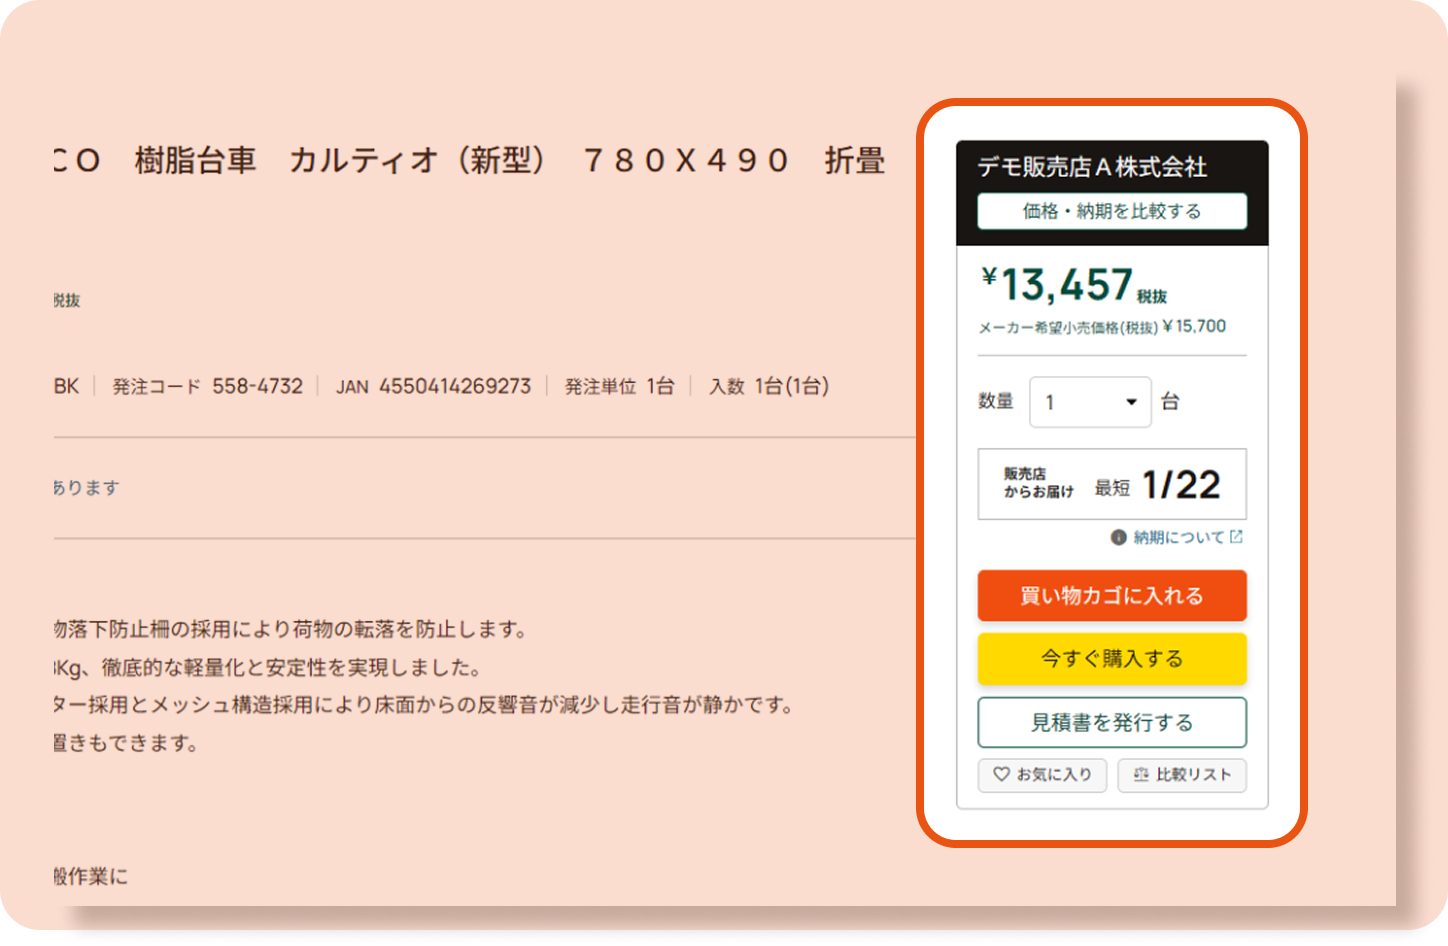 CO 樹脂台車 カルティオ（新型） ７８０Ｘ４９０ 折畳
税抜
BK | 発注コード 558-4732 | JAN 4550414269273 | 発注単位 1台 | 入数 1台(1台)
あります
物落下防止柵の採用により荷物の転落を防止します。
Kg、徹底的な軽量化と安定性を実現しました。
ター採用とメッシュ構造採用により床面からの反響音が減少し走行音が静かです。
置きもできます。
搬作業に
デモ販売店Ａ株式会社
価格・納期を比較する
¥13,457税抜
メーカー希望小売価格(税抜)¥15,700
数量 1 台
販売店
からお届け 最短 1/22
納期について
買い物カゴに入れる
今すぐ購入する
見積書を発行する
お気に入り 比較リスト